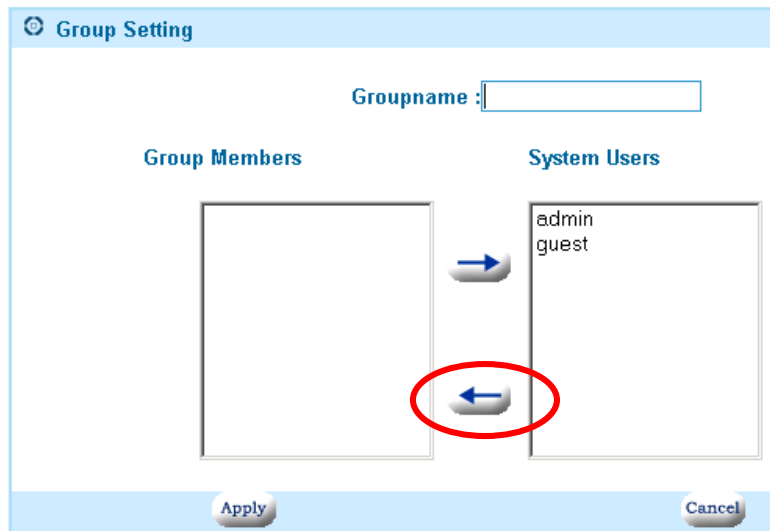 Group Setting
Groupname :
Group Members
System Users
admin
guest
Apply
Cancel